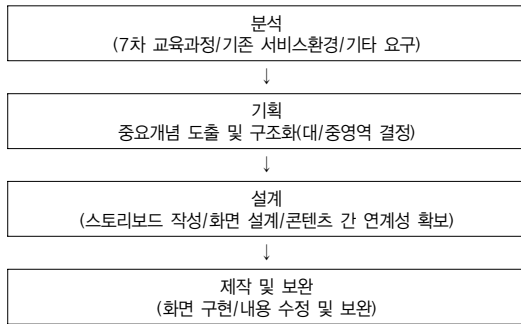 분석
(7차 교육과정/기존 서비스환경/기타 요구)
↓
기획
중요개념 도출 및 구조화(대/중영역 결정)
↓
설계
(스토리보드 작성/화면 설계/콘텐츠 간 연계성 확보)
↓
제작 및 보완
(화면 구현/내용 수정 및 보완)